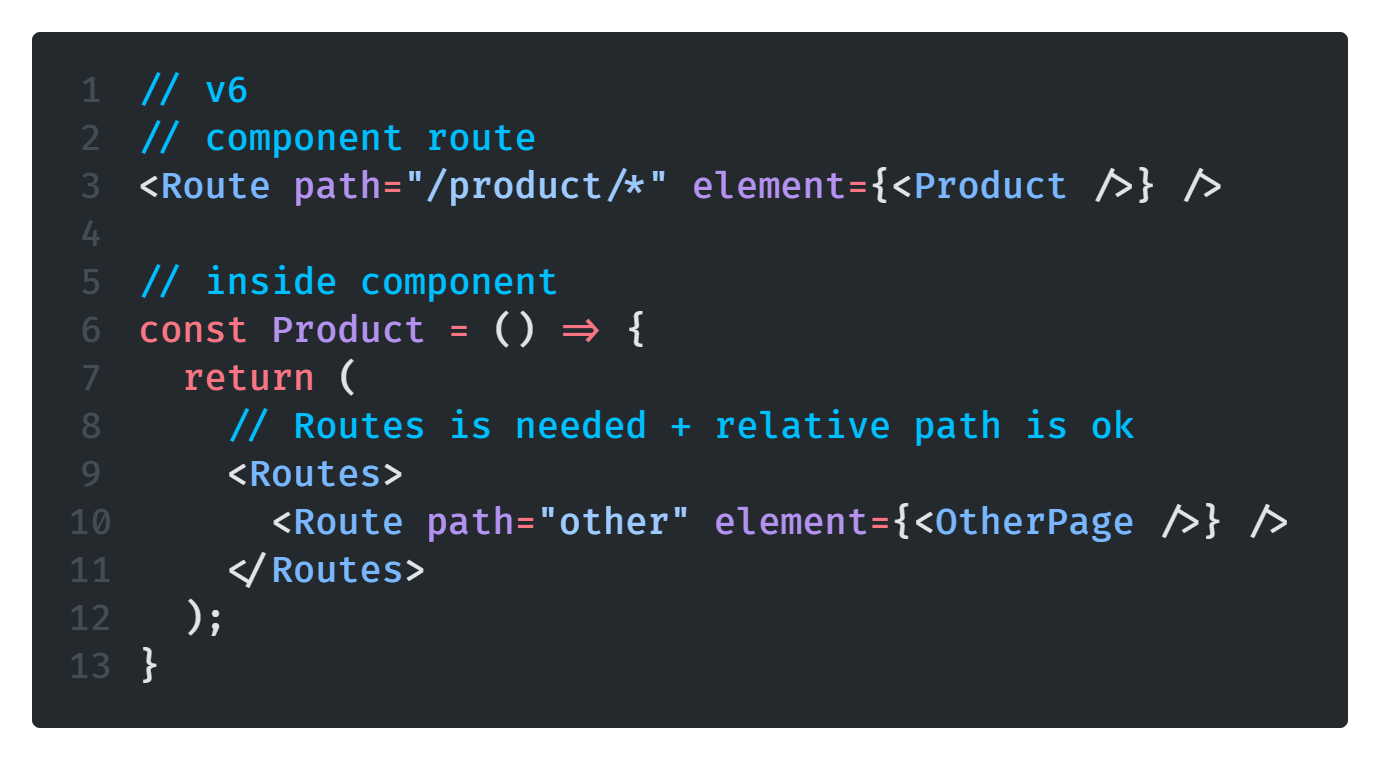 1 // v6
2 // component route
3 <Route path="/product/*" element={<Product />} />
4
5 // inside component
6 const Product = () => {
7   return (
8     // Routes is needed + relative path is ok
9     <Routes>
10       <Route path="other" element={<OtherPage />} />
11     </Routes>
12   );
13 }